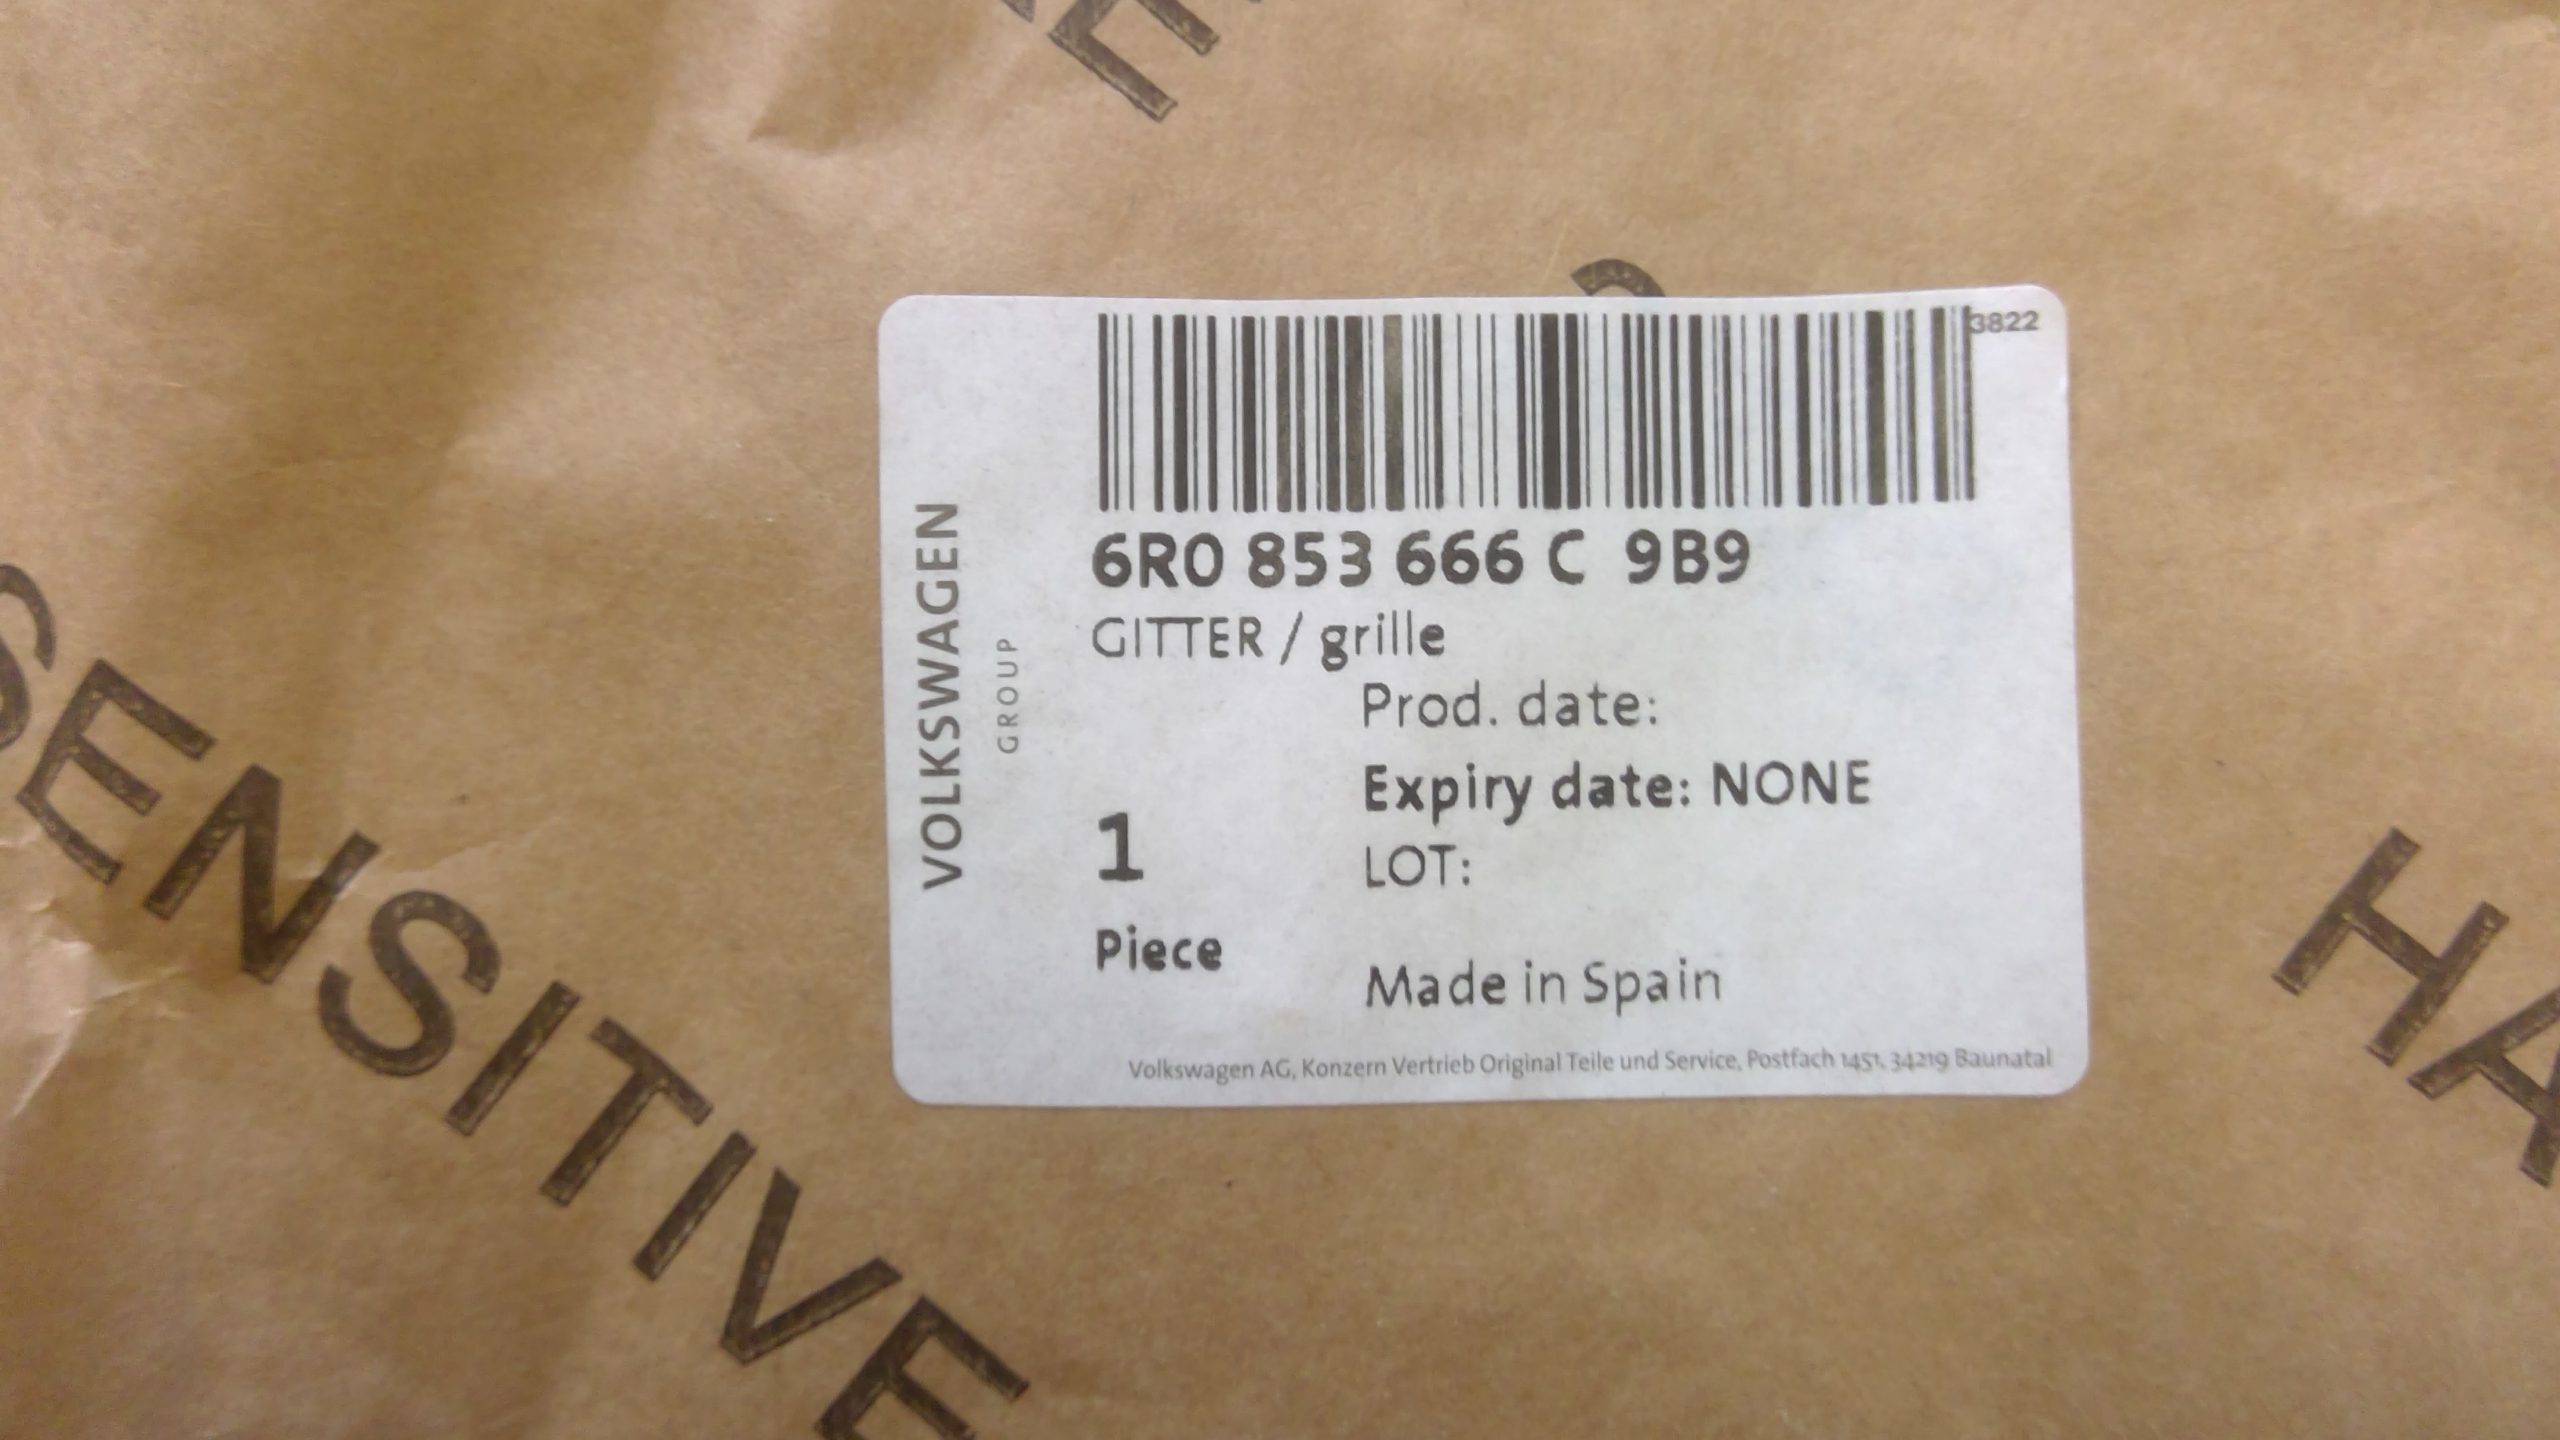 3822
VOLKSWAGEN
GROUP
6R0 853 666 C 9B9
GITTER / grille
Prod. date:
Expiry date: NONE
LOT:
1
Piece
Made in Spain
Volkswagen AG, Konzern Vertrieb Original Teile und Service, Postfach 1451, 34219 Baunatal
SENSITIVE
HA